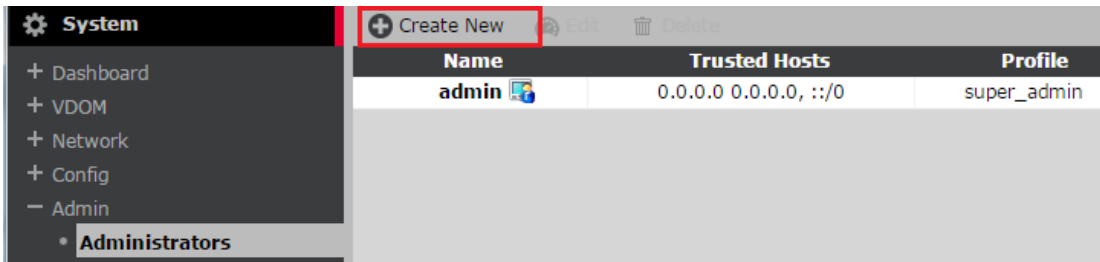 System
Create New
Edit
Delete
Name Trusted Hosts Profile
+ Dashboard
admin 0.0.0.0 0.0.0.0, ::/0 super_admin
+ VDOM
+ Network
+ Config
− Admin
• Administrators